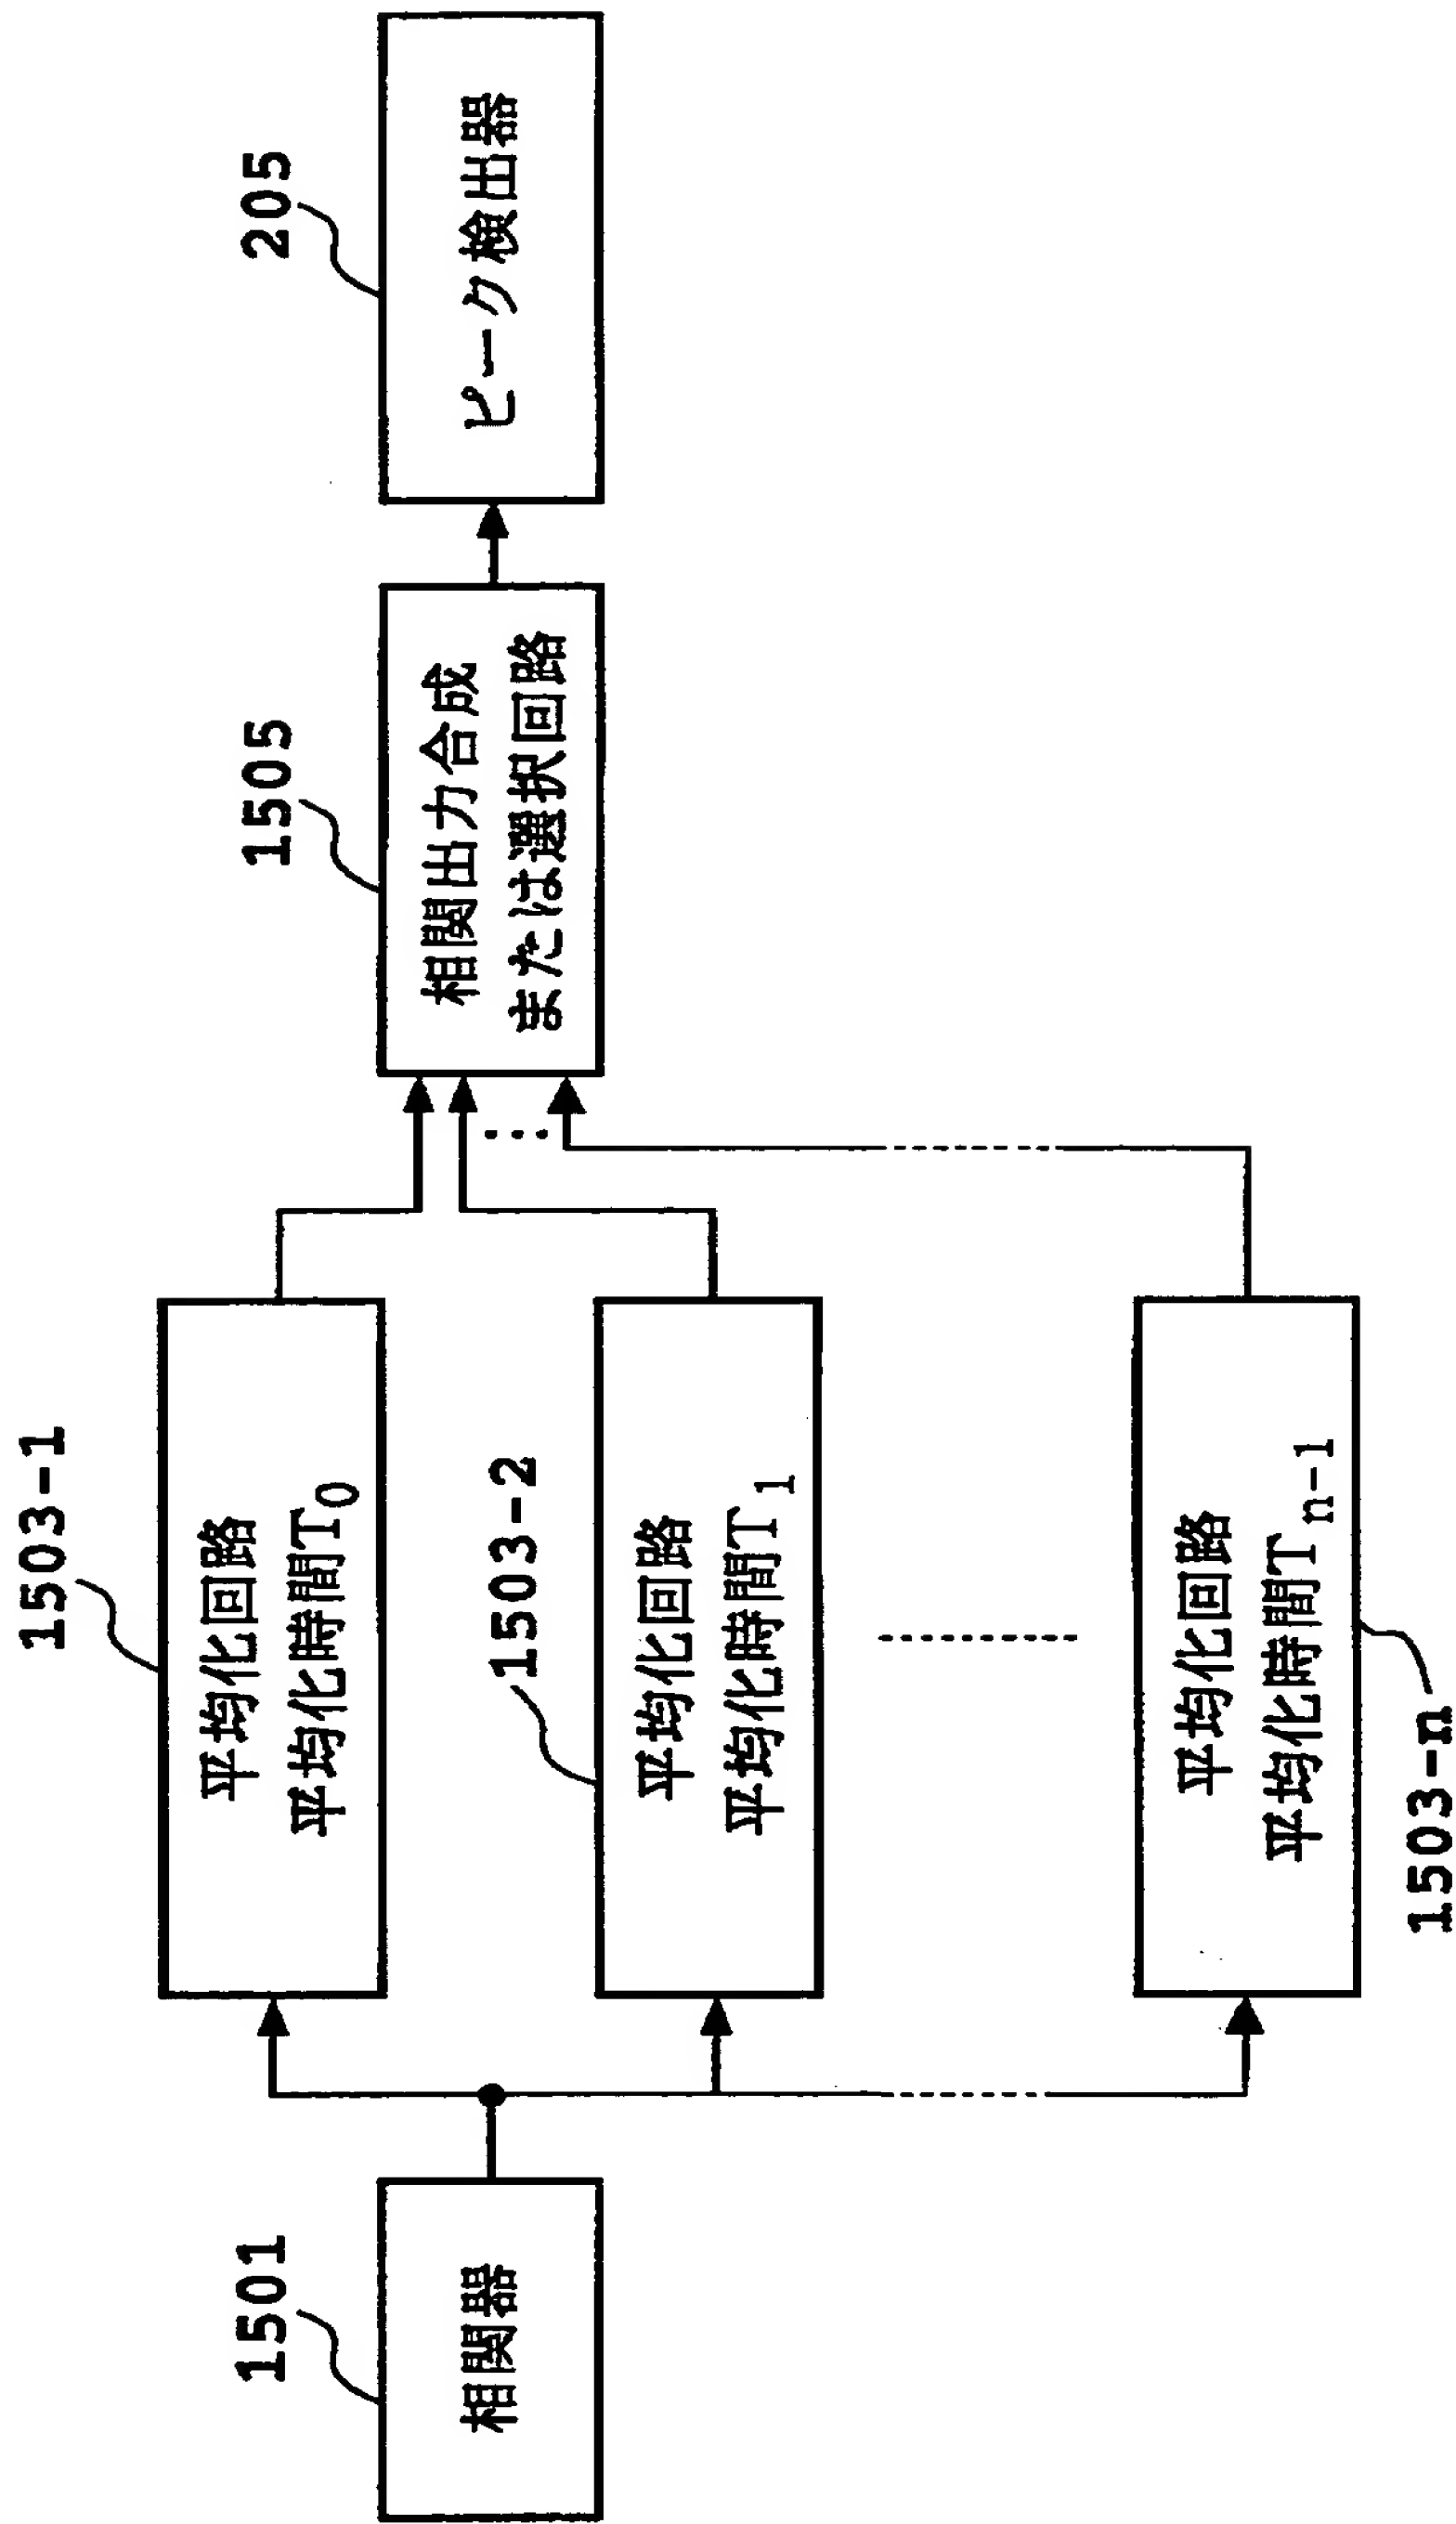 1501
相関器
1503-1
平均化回路
平均化時間T0
1503-2
平均化回路
平均化時間T1
平均化回路
平均化時間Tn-1
1503-n
1505
相関出力合成
または選択回路
205
ピーク検出器